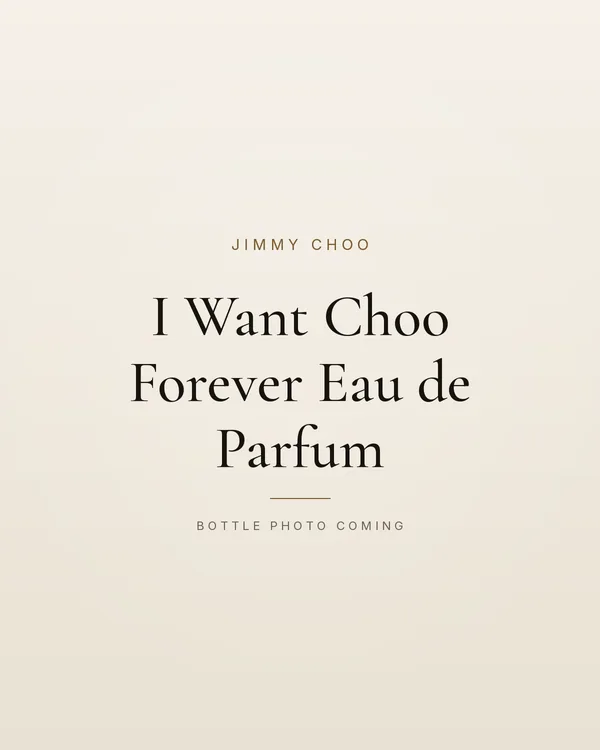 JIMMY CHOO
I Want Choo
Forever Eau de
Parfum
BOTTLE PHOTO COMING